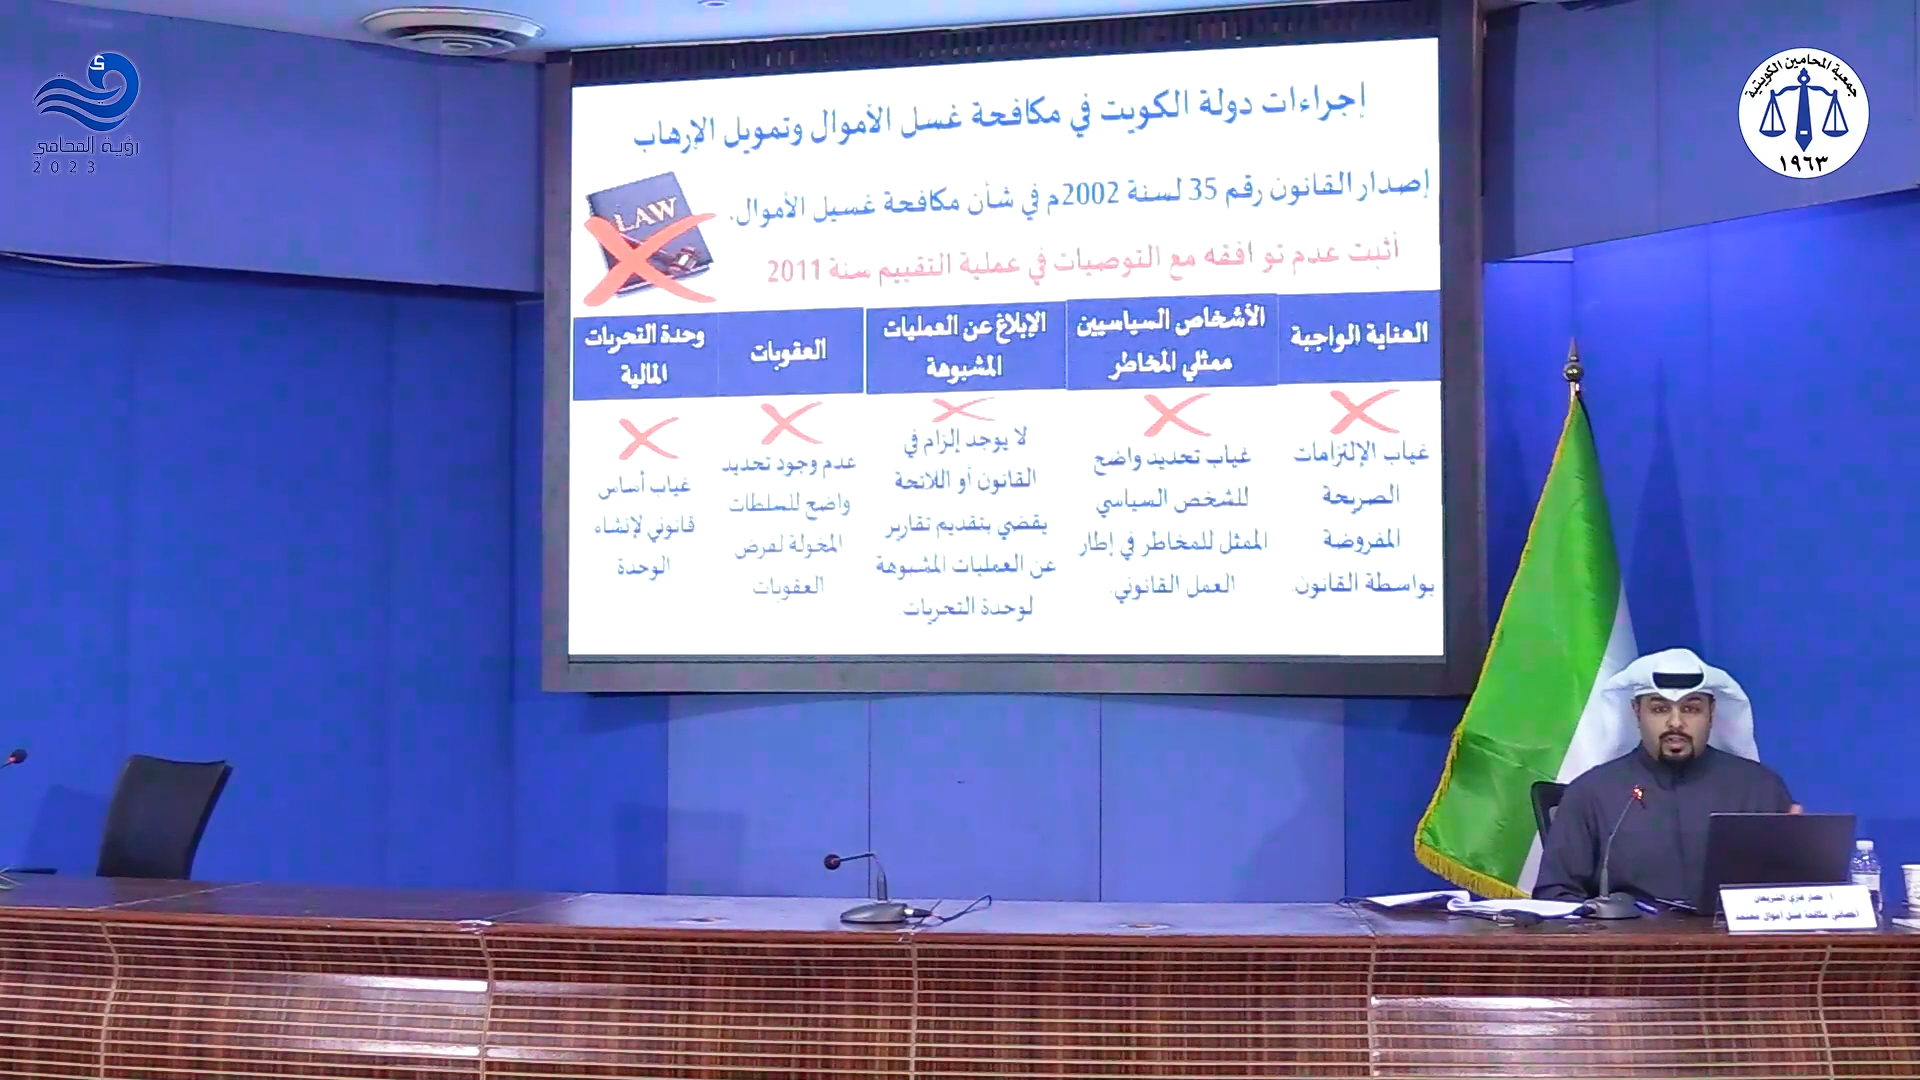 رؤية المحامي
2023
جمعية المحامين الكويتية
١٩٦٣
إجراءات دولة الكويت في مكافحة غسل الأموال وتمويل الإرهاب
إصدار القانون رقم 35 لسنة 2002م في شأن مكافحة غسيل الأموال.
أثبت عدم توافقه مع التوصيات في عملية التقييم سنة 2011
LAW
العناية الواجبة
غياب الإلتزامات
الصريحة
المفروضة
بواسطة القانون.
الأشخاص السياسيين
ممثلي المخاطر
غياب تحديد واضح
للشخص السياسي
الممثل للمخاطر في إطار
العمل القانوني.
الإبلاغ عن العمليات
المشبوهة
لا يوجد إلزام في
القانون أو اللائحة
يقضي بتقديم تقارير
عن العمليات المشبوهة
لوحدة التحريات.
العقوبات
عدم وجود تحديد
واضح للسلطات
المخولة لفرض
العقوبات
وحدة التحريات
المالية
غياب أساس
قانوني لإنشاء
الوحدة
أخصائي مكافحة غسل أموال معتمد